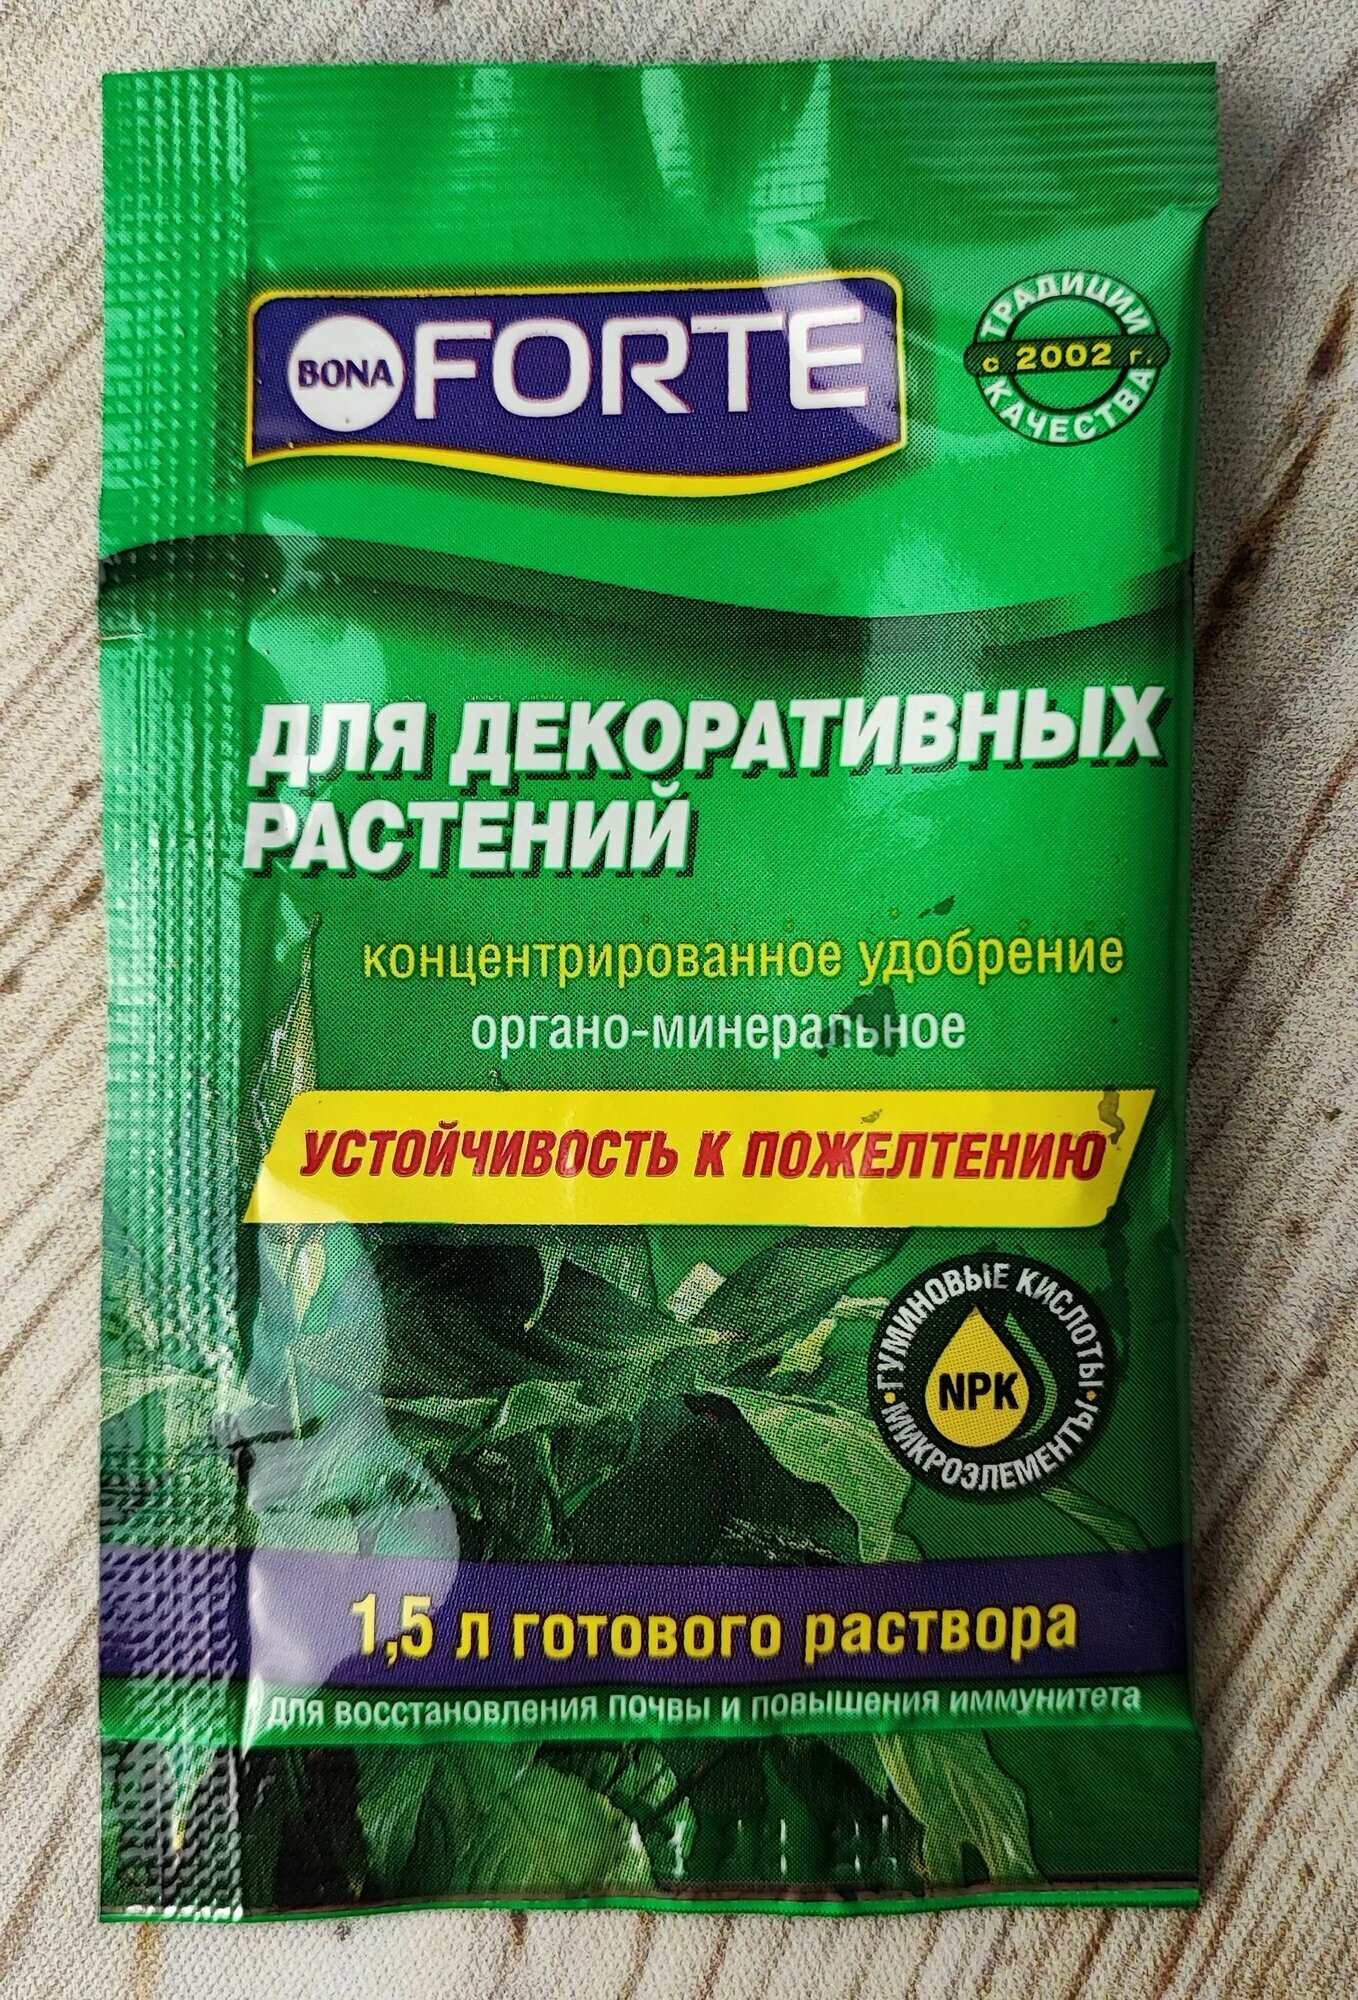 BONA FORTE
ТРАДИЦИИ
с 2002 г.
КАЧЕСТВА
ДЛЯ ДЕКОРАТИВНЫХ
РАСТЕНИЙ
концентрированное удобрение
органо-минеральное
УСТОЙЧИВОСТЬ К ПОЖЕЛТЕНИЮ
ГУМИНОВЫЕ КИСЛОТЫ
NPK
МИКРОЭЛЕМЕНТЫ
1,5 л готового раствора
для восстановления почвы и повышения иммунитета